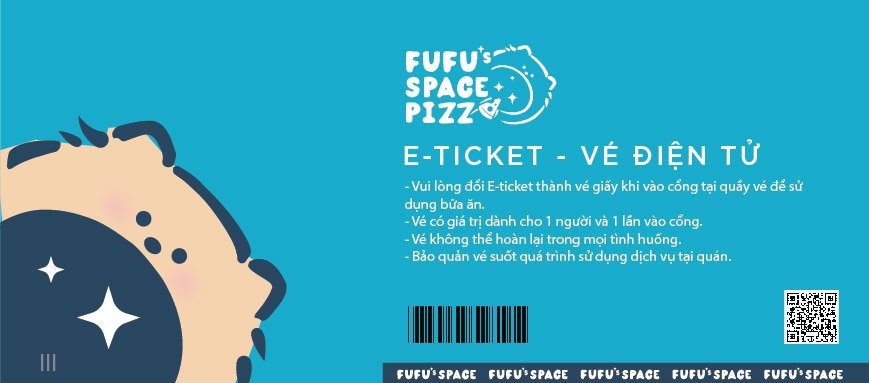 FUFU's
SPACE
PIZZ
E-TICKET - VÉ ĐIỆN TỬ
- Vui lòng đổi E-ticket thành vé giấy khi vào cổng tại quầy vé để sử
dụng bữa ăn.
- Vé có giá trị dành cho 1 người và 1 lần vào cổng.
- Vé không thể hoàn lại trong mọi tình huống.
- Bảo quản vé suốt quá trình sử dụng dịch vụ tại quán.
FUFU's SPACE FUFU's SPACE FUFU's SPACE FUFU's SPACE FUFU's SPACE